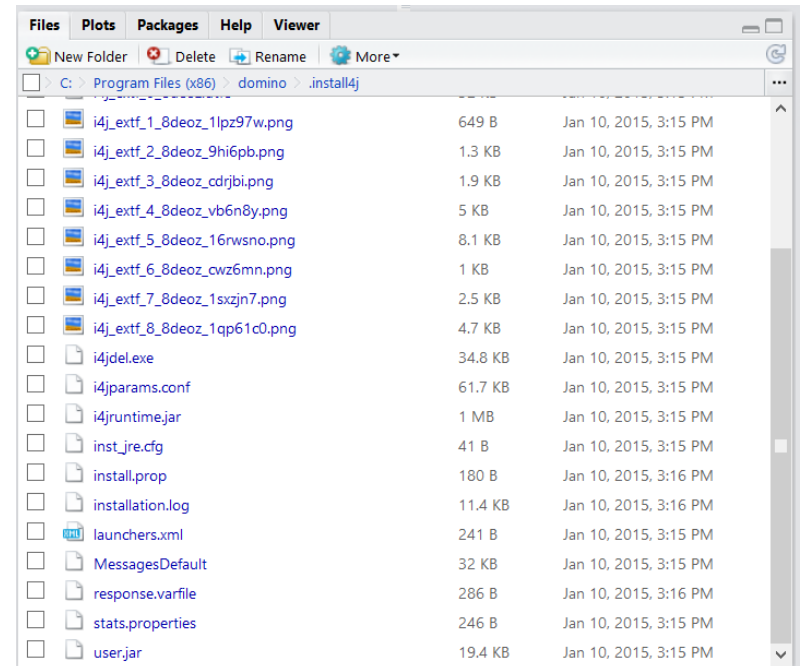 Files Plots Packages Help Viewer
New Folder Delete Rename More
C: > Program Files (x86) > domino > .install4j ...
i4j_extf_1_8deoz_1lpz97w.png 649 B Jan 10, 2015, 3:15 PM
i4j_extf_2_8deoz_9hi6pb.png 1.3 KB Jan 10, 2015, 3:15 PM
i4j_extf_3_8deoz_cdrjbi.png 1.9 KB Jan 10, 2015, 3:15 PM
i4j_extf_4_8deoz_vb6n8y.png 5 KB Jan 10, 2015, 3:15 PM
i4j_extf_5_8deoz_16rwsno.png 8.1 KB Jan 10, 2015, 3:15 PM
i4j_extf_6_8deoz_cwz6mn.png 1 KB Jan 10, 2015, 3:15 PM
i4j_extf_7_8deoz_1sxzjn7.png 2.5 KB Jan 10, 2015, 3:15 PM
i4j_extf_8_8deoz_1qp61c0.png 4.7 KB Jan 10, 2015, 3:15 PM
i4jdel.exe 34.8 KB Jan 10, 2015, 3:15 PM
i4jparams.conf 61.7 KB Jan 10, 2015, 3:15 PM
i4jruntime.jar 1 MB Jan 10, 2015, 3:15 PM
inst_jre.cfg 41 B Jan 10, 2015, 3:15 PM
install.prop 180 B Jan 10, 2015, 3:16 PM
installation.log 11.4 KB Jan 10, 2015, 3:16 PM
launchers.xml 241 B Jan 10, 2015, 3:15 PM
MessagesDefault 32 KB Jan 10, 2015, 3:15 PM
response.varfile 286 B Jan 10, 2015, 3:16 PM
stats.properties 246 B Jan 10, 2015, 3:15 PM
user.jar 19.4 KB Jan 10, 2015, 3:15 PM